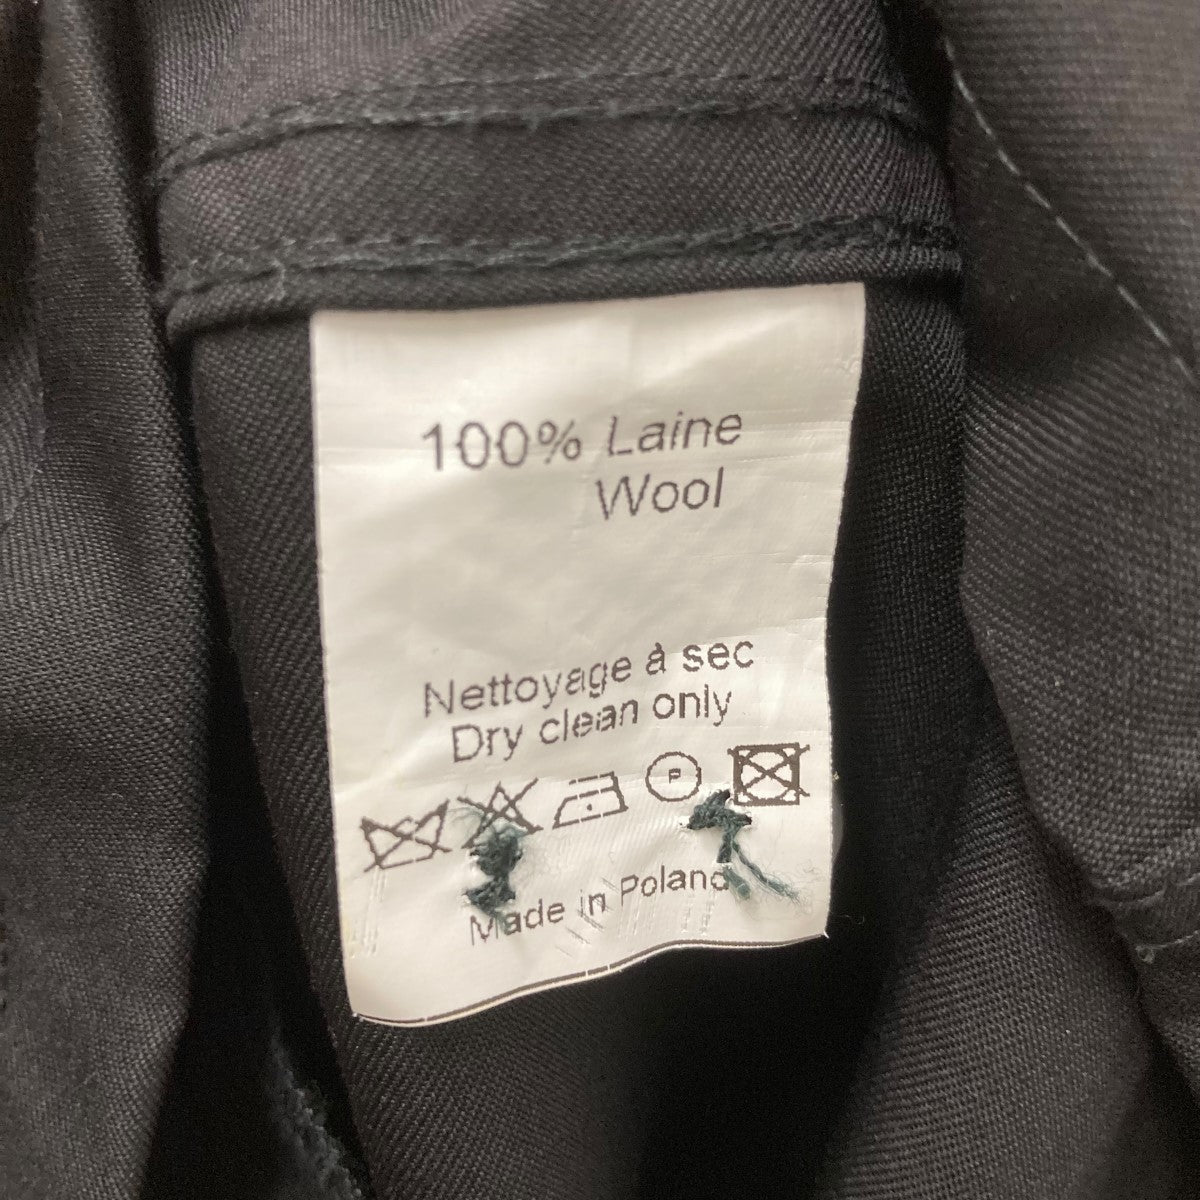 100% Laine
Wool
Nettoyage à sec
Dry clean only
P
Made in Poland